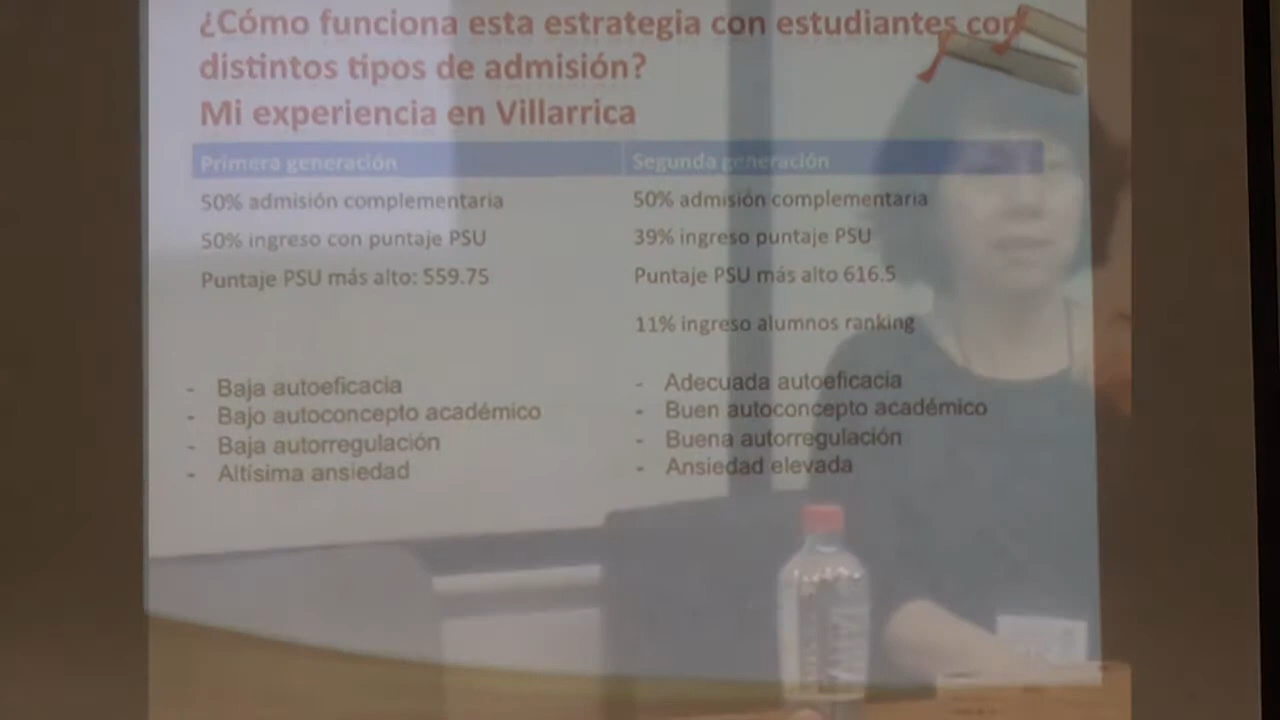 ¿Cómo funciona esta estrategia con estudiantes con
distintos tipos de admisión?
Mi experiencia en Villarrica
Primera generación
Segunda generación
50% admisión complementaria
50% admisión complementaria
50% ingreso con puntaje PSU
39% ingreso puntaje PSU
Puntaje PSU más alto: 559.75
Puntaje PSU más alto 616.5
11% ingreso alumnos ranking
- Baja autoeficacia
- Bajo autoconcepto académico
- Baja autorregulación
- Altísima ansiedad
- Adecuada autoeficacia
- Buen autoconcepto académico
- Buena autorregulación
- Ansiedad elevada